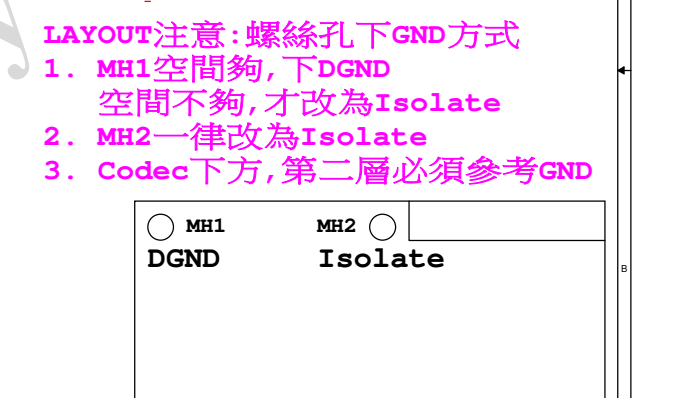 LAYOUT注意:螺絲孔下GND方式
1. MH1空間夠,下DGND
空間不夠,才改為Isolate
2. MH2一律改為Isolate
3. Codec下方,第二層必須參考GND
MH1 MH2
DGND Isolate
B